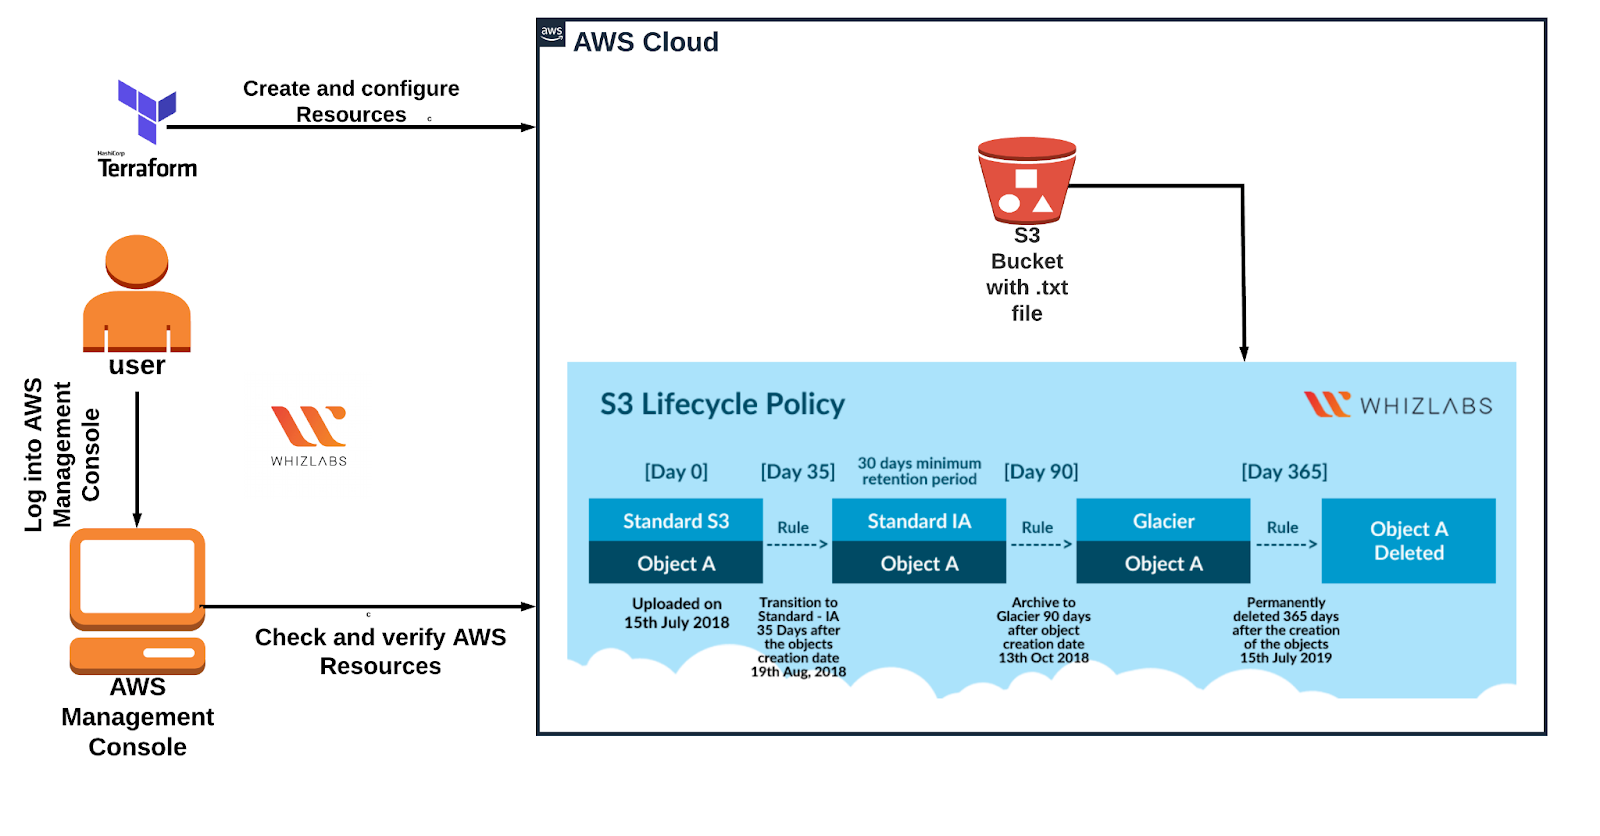 aws
AWS Cloud
Create and configure
Resources
c
HashiCorp
Terraform
S3
Bucket
with .txt
file
user
Log into AWS
Management
Console
WHIZLABS
S3 Lifecycle Policy
WHIZLABS
[Day 0]
[Day 35]
30 days minimum
retention period
[Day 90]
[Day 365]
Standard S3
Object A
Rule
Standard IA
Object A
Rule
Glacier
Object A
Rule
Object A
Deleted
Uploaded on
15th July 2018
Transition to
Standard - IA
35 Days after
the objects
creation date
19th Aug, 2018
Archive to
Glacier 90 days
after object
creation date
13th Oct 2018
Permanently
deleted 365 days
after the creation
of the objects
15th July 2019
c
Check and verify AWS
Resources
AWS
Management
Console